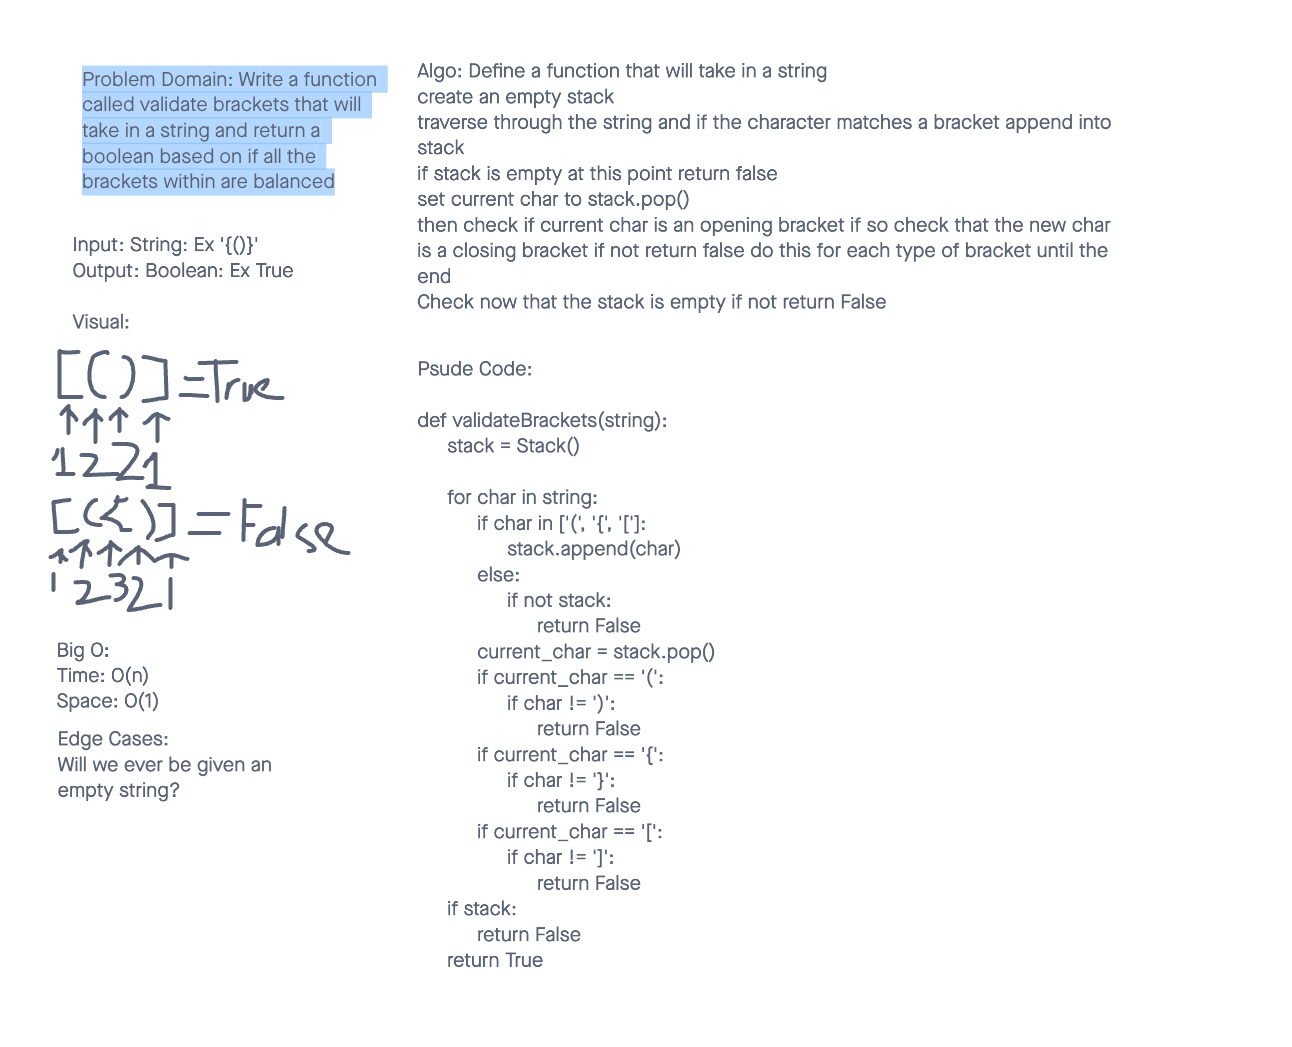 Problem Domain: Write a function
called validate brackets that will
take in a string and return a
boolean based on if all the
brackets within are balanced
Input: String: Ex '{()}'
Output: Boolean: Ex True
Visual:
[()]=True
1221
[({)]=False
12321
Big O:
Time: O(n)
Space: O(1)
Edge Cases:
Will we ever be given an
empty string?
Algo: Define a function that will take in a string
create an empty stack
traverse through the string and if the character matches a bracket append into
stack
if stack is empty at this point return false
set current char to stack.pop()
then check if current char is an opening bracket if so check that the new char
is a closing bracket if not return false do this for each type of bracket until the
end
Check now that the stack is empty if not return False
Psude Code:
def validateBrackets(string):
stack = Stack()
for char in string:
if char in ['(', '{', '[']:
stack.append(char)
else:
if not stack:
return False
current_char = stack.pop()
if current_char == '(':
if char != ')':
return False
if current_char == '{':
if char != '}':
return False
if current_char == '[':
if char != ']':
return False
if stack:
return False
return True